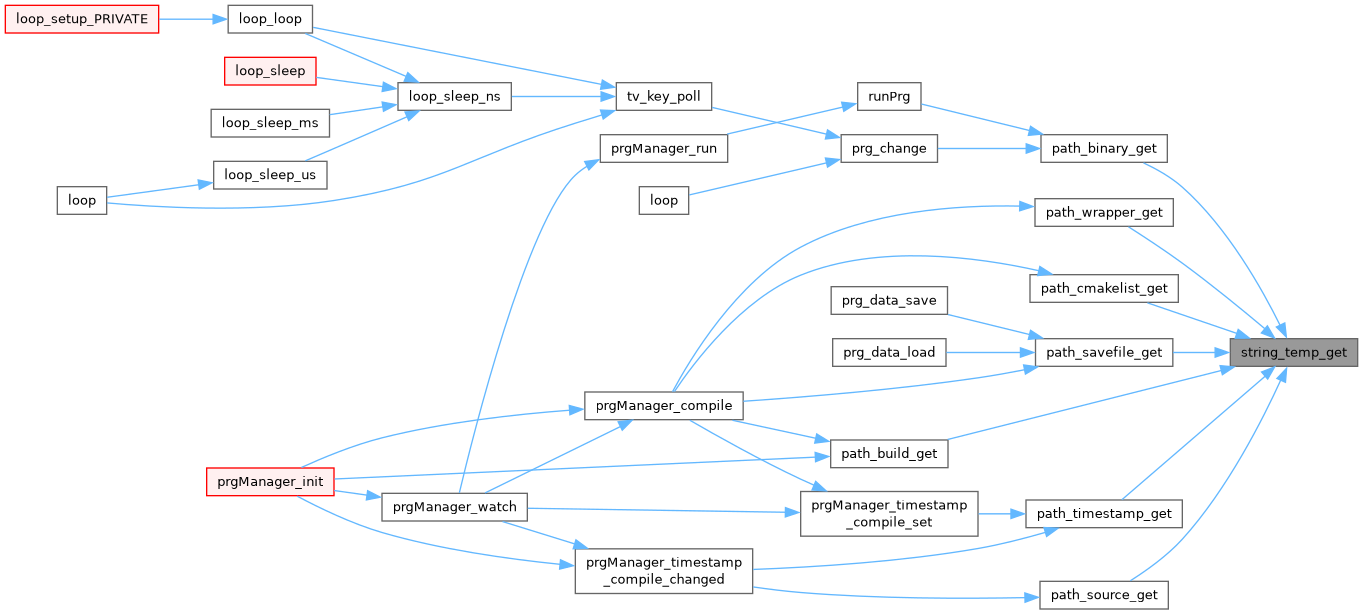 loop_setup_PRIVATE
loop_loop
loop_sleep
loop_sleep_ns
tv_key_poll
runPrg
loop_sleep_ms
prgManager_run
prg_change
path_binary_get
loop_sleep_us
loop
loop
path_wrapper_get
path_cmakelist_get
prg_data_save
prg_data_load
path_savefile_get
string_temp_get
prgManager_compile
path_build_get
prgManager_init
prgManager_watch
prgManager_timestamp
_compile_set
path_timestamp_get
prgManager_timestamp
_compile_changed
path_source_get